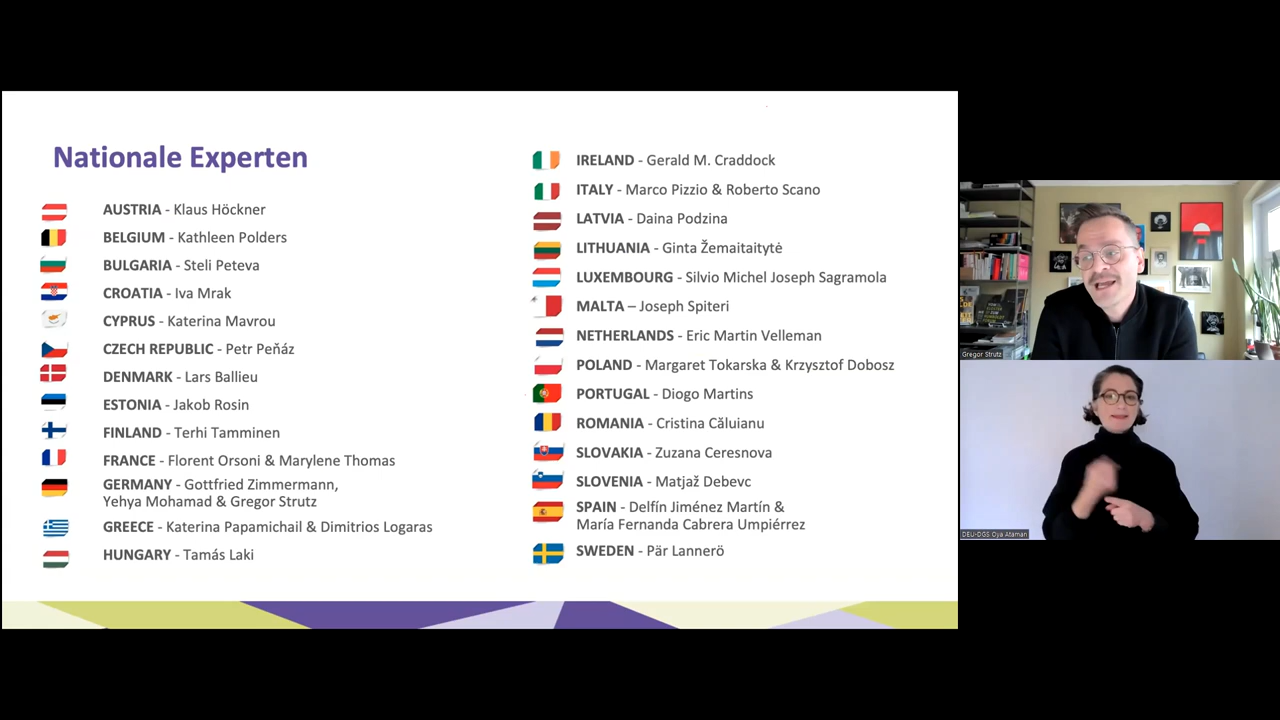 Nationale Experten
AUSTRIA - Klaus Höckner
BELGIUM - Kathleen Polders
BULGARIA - Steli Peteva
CROATIA - Iva Mrak
CYPRUS - Katerina Mavrou
CZECH REPUBLIC - Petr Peňáz
DENMARK - Lars Ballieu
ESTONIA - Jakob Rosin
FINLAND - Terhi Tamminen
FRANCE - Florent Orsoni & Marylene Thomas
GERMANY - Gottfried Zimmermann,
Yehya Mohamad & Gregor Strutz
GREECE - Katerina Papamichail & Dimitrios Logaras
HUNGARY - Tamás Laki
IRELAND - Gerald M. Craddock
ITALY - Marco Pizzio & Roberto Scano
LATVIA - Daina Podzina
LITHUANIA - Ginta Žemaitaitytė
LUXEMBOURG - Silvio Michel Joseph Sagramola
MALTA – Joseph Spiteri
NETHERLANDS - Eric Martin Velleman
POLAND - Margaret Tokarska & Krzysztof Dobosz
PORTUGAL - Diogo Martins
ROMANIA - Cristina Căluianu
SLOVAKIA - Zuzana Ceresnova
SLOVENIA - Matjaž Debevc
SPAIN - Delfín Jiménez Martín &
María Fernanda Cabrera Umpiérrez
SWEDEN - Pär Lannerö
Gregor Strutz
DEU-DGS Oya Ataman